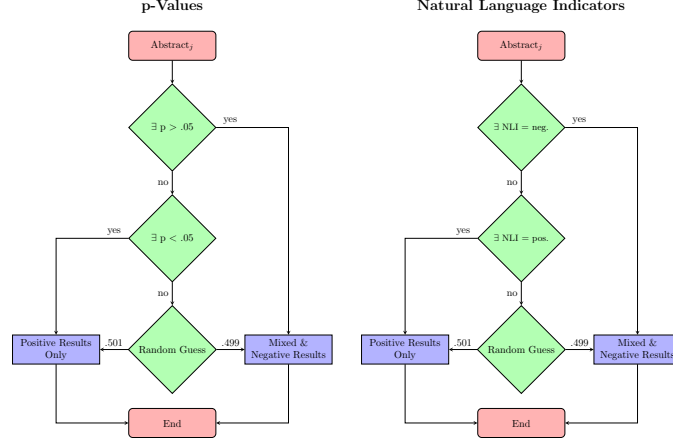 p-Values
Abstract_j
∃ p > .05
yes
no
∃ p < .05
yes
no
Positive Results
Only
.501
Random Guess
.499
Mixed &
Negative Results
End
Natural Language Indicators
Abstract_j
∃ NLI = neg.
yes
no
∃ NLI = pos.
yes
no
Positive Results
Only
.501
Random Guess
.499
Mixed &
Negative Results
End